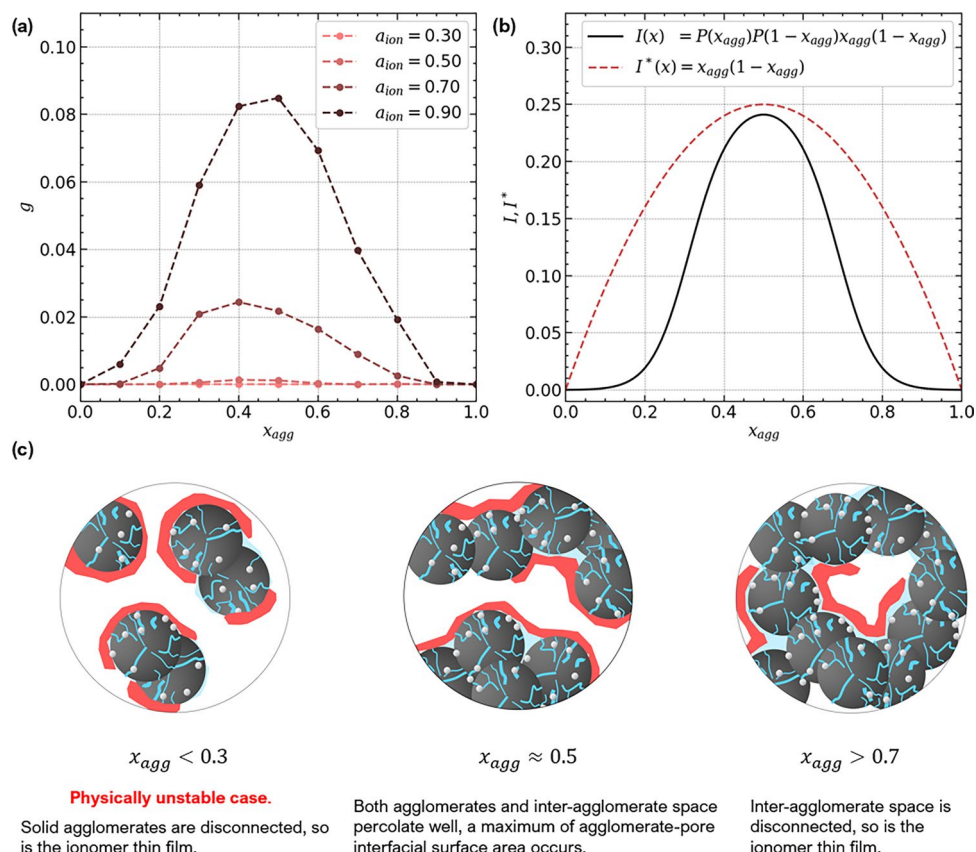 (a)
0.10
0.08
0.06
0.04
0.02
0.00
g
0.0 0.2 0.4 0.6 0.8 1.0
x_agg
a_ion = 0.30
a_ion = 0.50
a_ion = 0.70
a_ion = 0.90
(b)
0.30
0.25
0.20
0.15
0.10
0.05
0.00
I, I*
0.0 0.2 0.4 0.6 0.8 1.0
x_agg
I(x) = P(x_agg)P(1 − x_agg)x_agg(1 − x_agg)
I*(x) = x_agg(1 − x_agg)
(c)
x_agg < 0.3
Physically unstable case.
Solid agglomerates are disconnected, so
is the ionomer thin film.
x_agg ≈ 0.5
Both agglomerates and inter-agglomerate space
percolate well, a maximum of agglomerate-pore
interfacial surface area occurs.
x_agg > 0.7
Inter-agglomerate space is
disconnected, so is the
ionomer thin film.